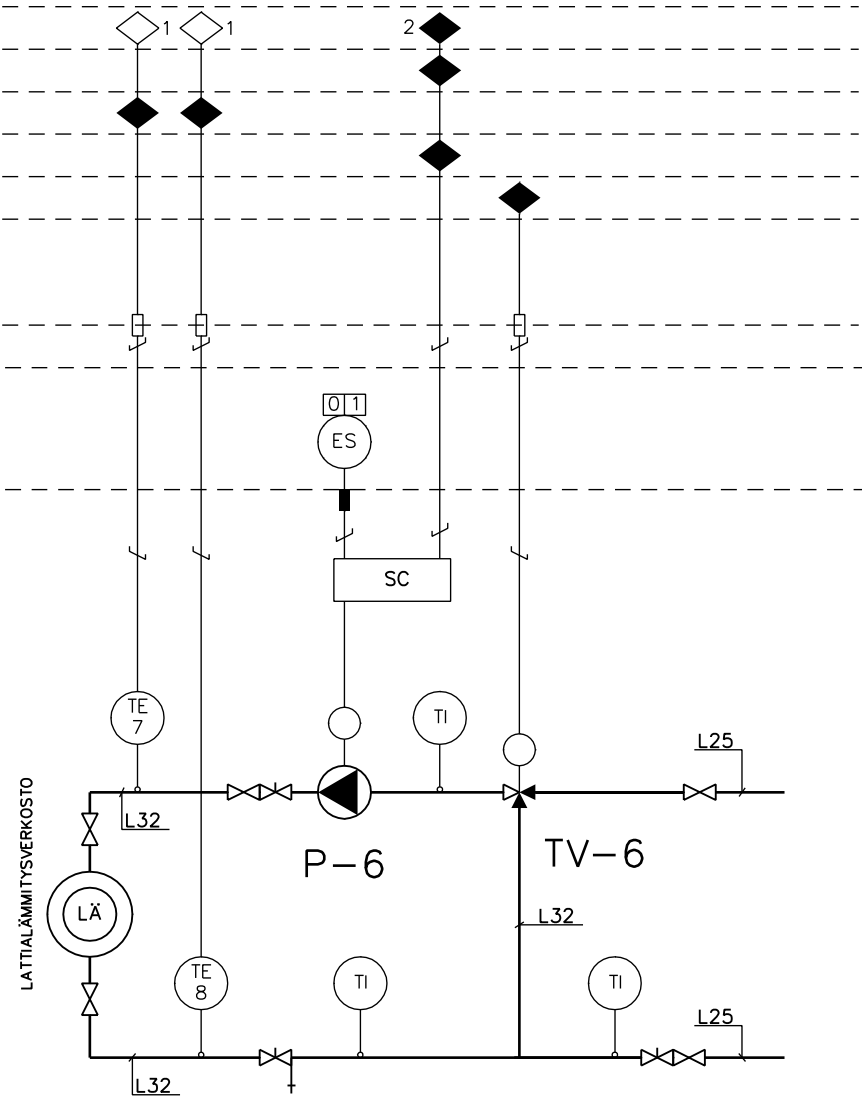 1
1
2
0 1
ES
SC
TE
7
TI
L25
L32
P-6
TV-6
LATTIALÄMMITYSVERKOSTO
LÄ
L32
TE
8
TI
TI
L25
L32